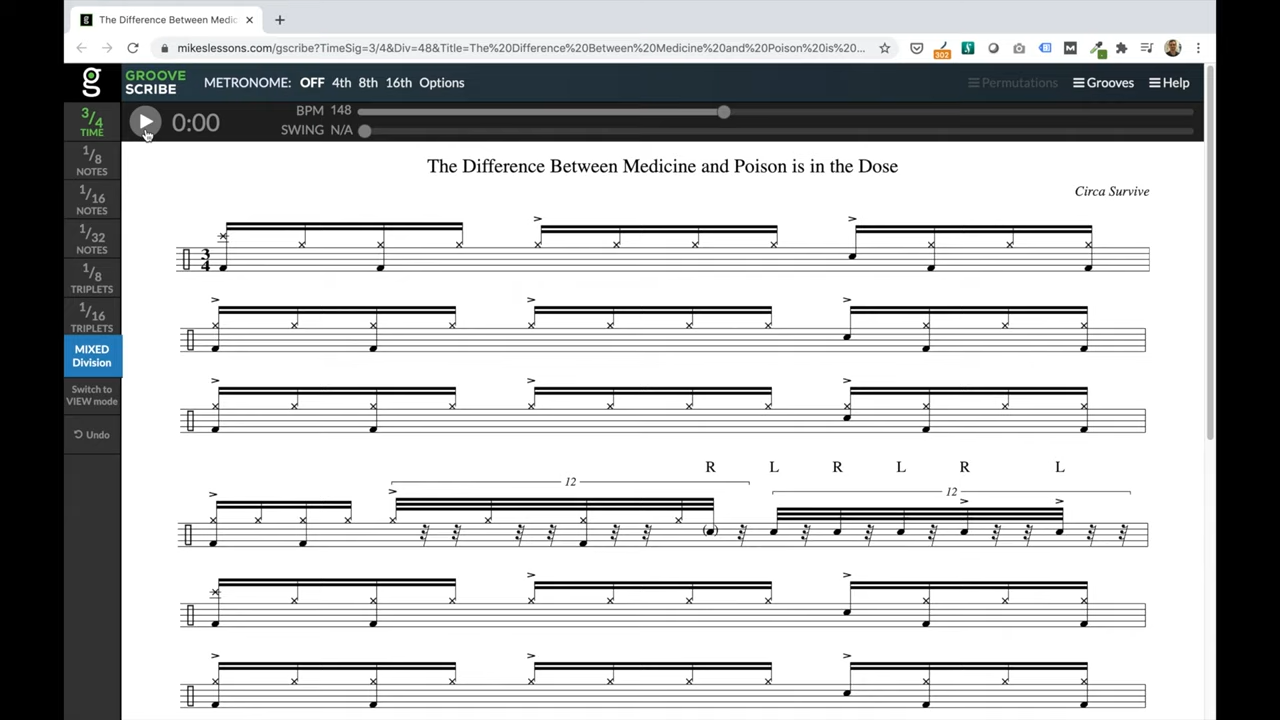 The Difference Between Medic
mikeslessons.com/gscribe?TimeSig=3/4&Div=48&Title=The%20Difference%20Between%20Medicine%20and%20Poison%20is%20...
302
g
GROOVE
SCRIBE
METRONOME: OFF 4th 8th 16th Options
Permutations
Grooves
Help
3/4
TIME
0:00
BPM 148
SWING N/A
1/8
NOTES
1/16
NOTES
1/32
NOTES
1/8
TRIPLETS
1/16
TRIPLETS
MIXED
Division
Switch to
VIEW mode
Undo
The Difference Between Medicine and Poison is in the Dose
Circa Survive
3
4
R L R L R L
12
12